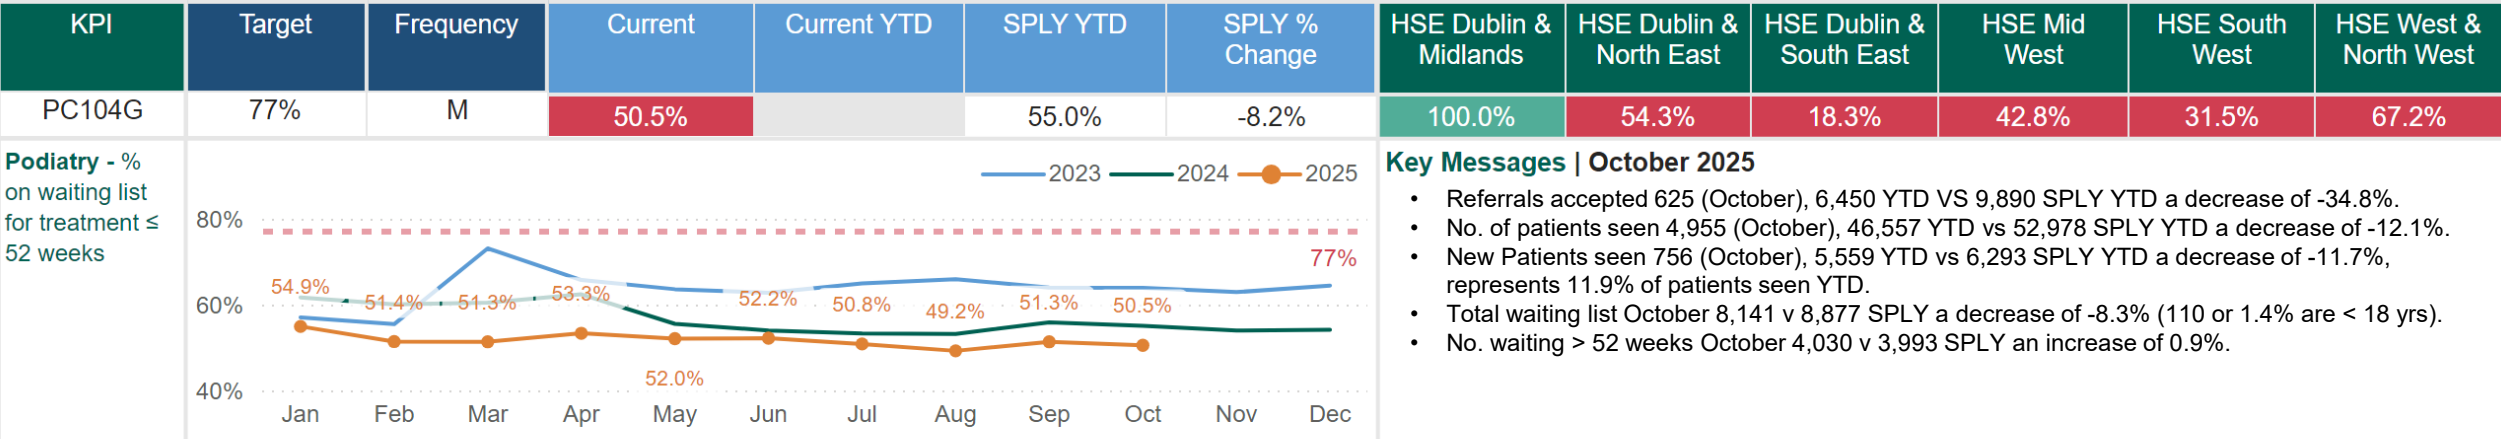 KPI Target Frequency Current Current YTD SPLY YTD SPLY % HSE Dublin & HSE Dublin & HSE Dublin & HSE Mid HSE South HSE West &
Change Midlands North East South East West West North West
PC104G 77% M 50.5% 55.0% -8.2% 100.0% 54.3% 18.3% 42.8% 31.5% 67.2%
Podiatry - %
on waiting list
for treatment ≤
52 weeks
2023 2024 2025
80%
77%
54.9% 51.4% 51.3% 53.3% 52.2% 50.8% 49.2% 51.3% 50.5%
60%
52.0%
40%
Jan Feb Mar Apr May Jun Jul Aug Sep Oct Nov Dec
Key Messages | October 2025
• Referrals accepted 625 (October), 6,450 YTD VS 9,890 SPLY YTD a decrease of -34.8%.
• No. of patients seen 4,955 (October), 46,557 YTD vs 52,978 SPLY YTD a decrease of -12.1%.
• New Patients seen 756 (October), 5,559 YTD vs 6,293 SPLY YTD a decrease of -11.7%,
represents 11.9% of patients seen YTD.
• Total waiting list October 8,141 v 8,877 SPLY a decrease of -8.3% (110 or 1.4% are < 18 yrs).
• No. waiting > 52 weeks October 4,030 v 3,993 SPLY an increase of 0.9%.